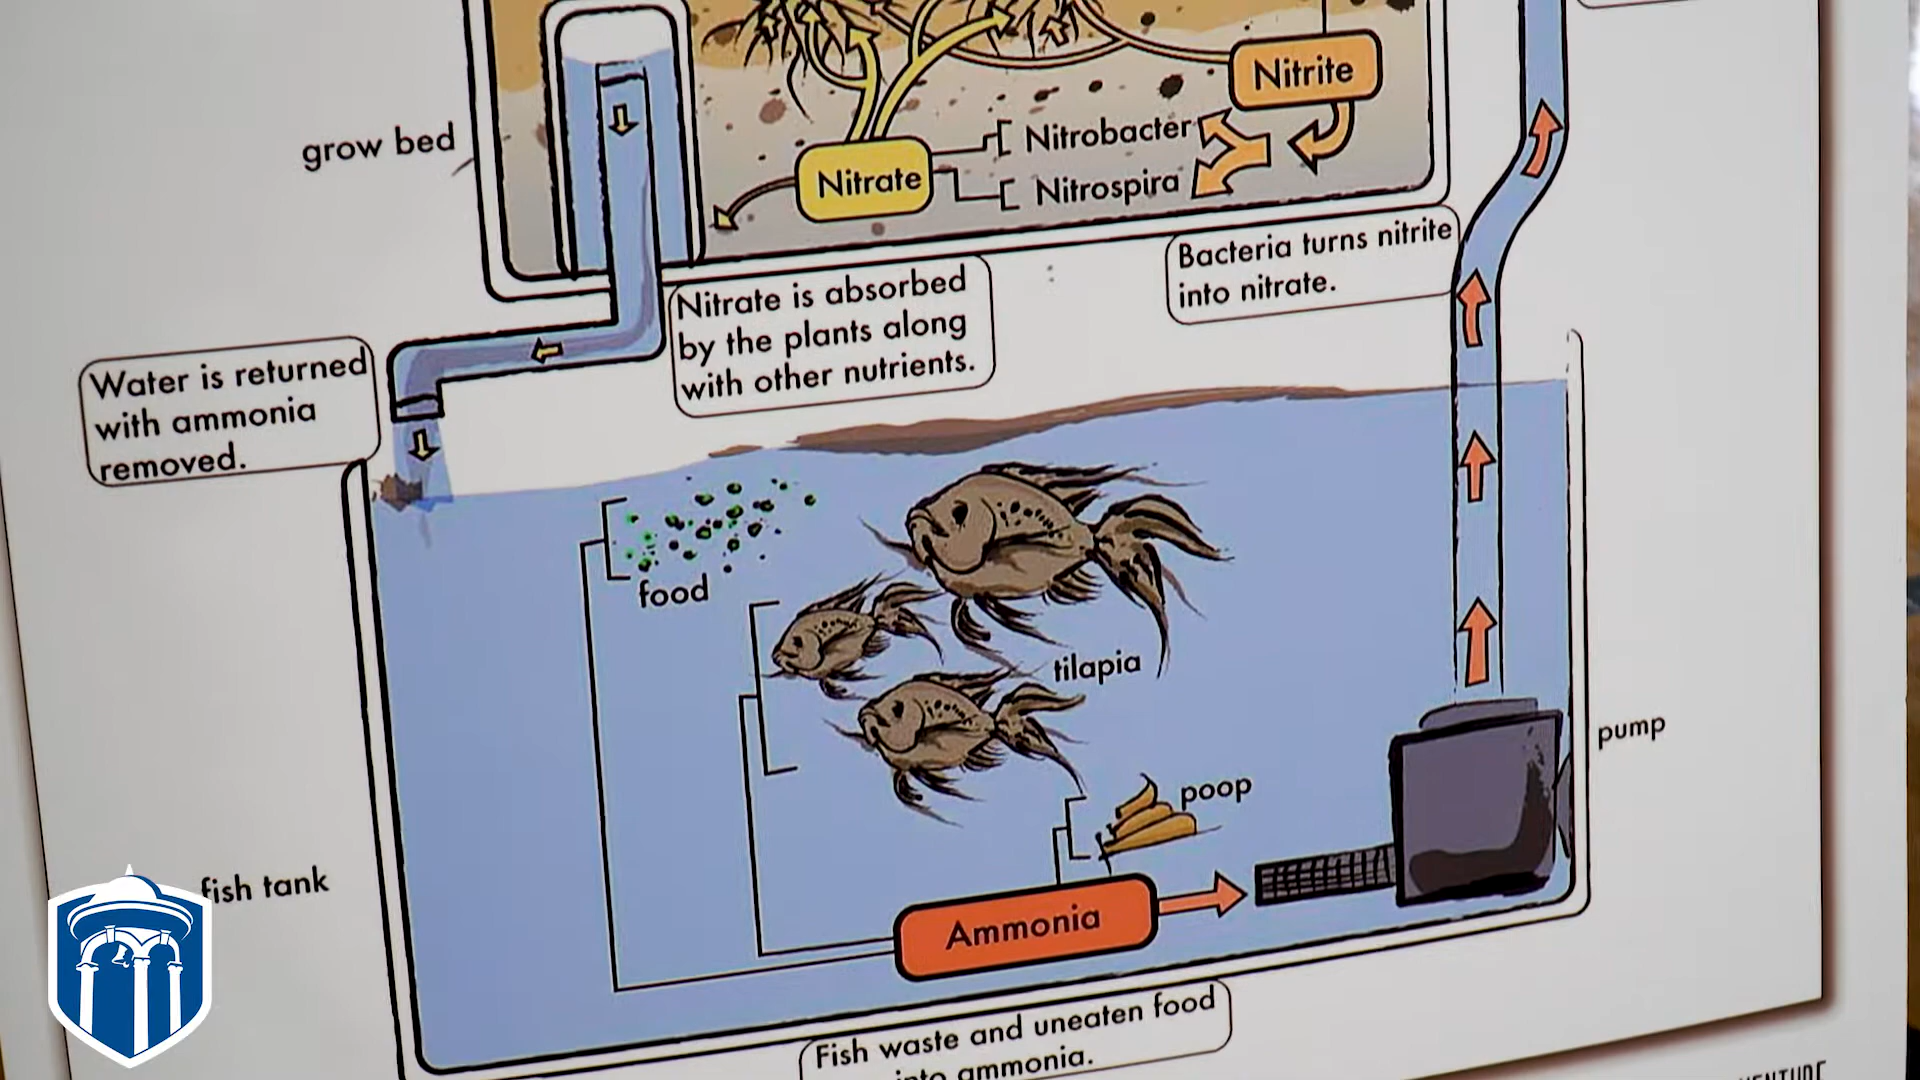 Nitrite
grow bed
Nitrobacter
Nitrate
Nitrospira
Bacteria turns nitrite
into nitrate.
Nitrate is absorbed
by the plants along
with other nutrients.
Water is returned
with ammonia
removed.
food
tilapia
pump
poop
fish tank
Ammonia
Fish waste and uneaten food
into ammonia.